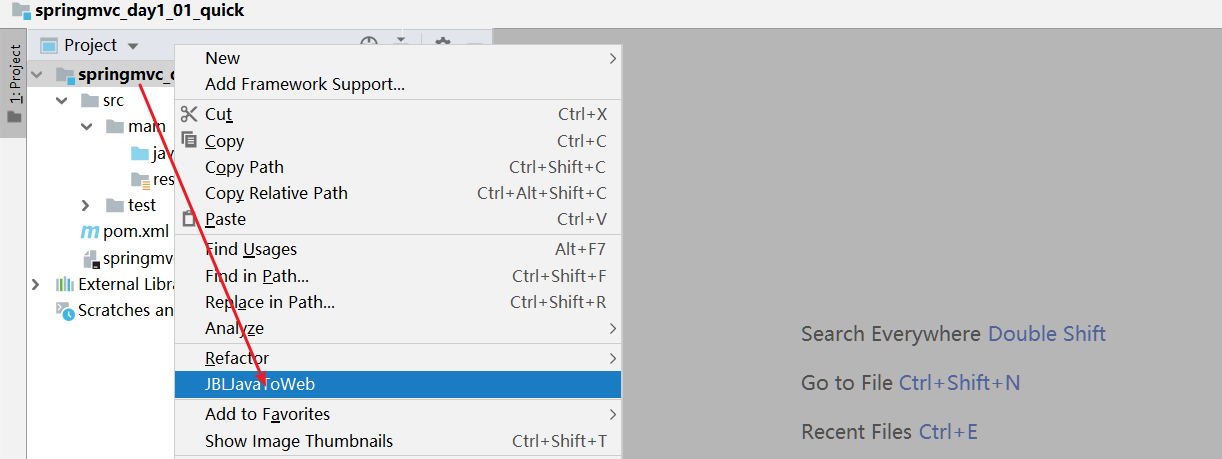 springmvc_day1_01_quick
1: Project
Project
springmvc_d
src
main
jav
res
test
pom.xml
springmv
External Libra
Scratches an
New
Add Framework Support...
Cut Ctrl+X
Copy Ctrl+C
Copy Path Ctrl+Shift+C
Copy Relative Path Ctrl+Alt+Shift+C
Paste Ctrl+V
Find Usages Alt+F7
Find in Path... Ctrl+Shift+F
Replace in Path... Ctrl+Shift+R
Analyze
Refactor
JBLJavaToWeb
Add to Favorites
Show Image Thumbnails Ctrl+Shift+T
Search Everywhere Double Shift
Go to File Ctrl+Shift+N
Recent Files Ctrl+E